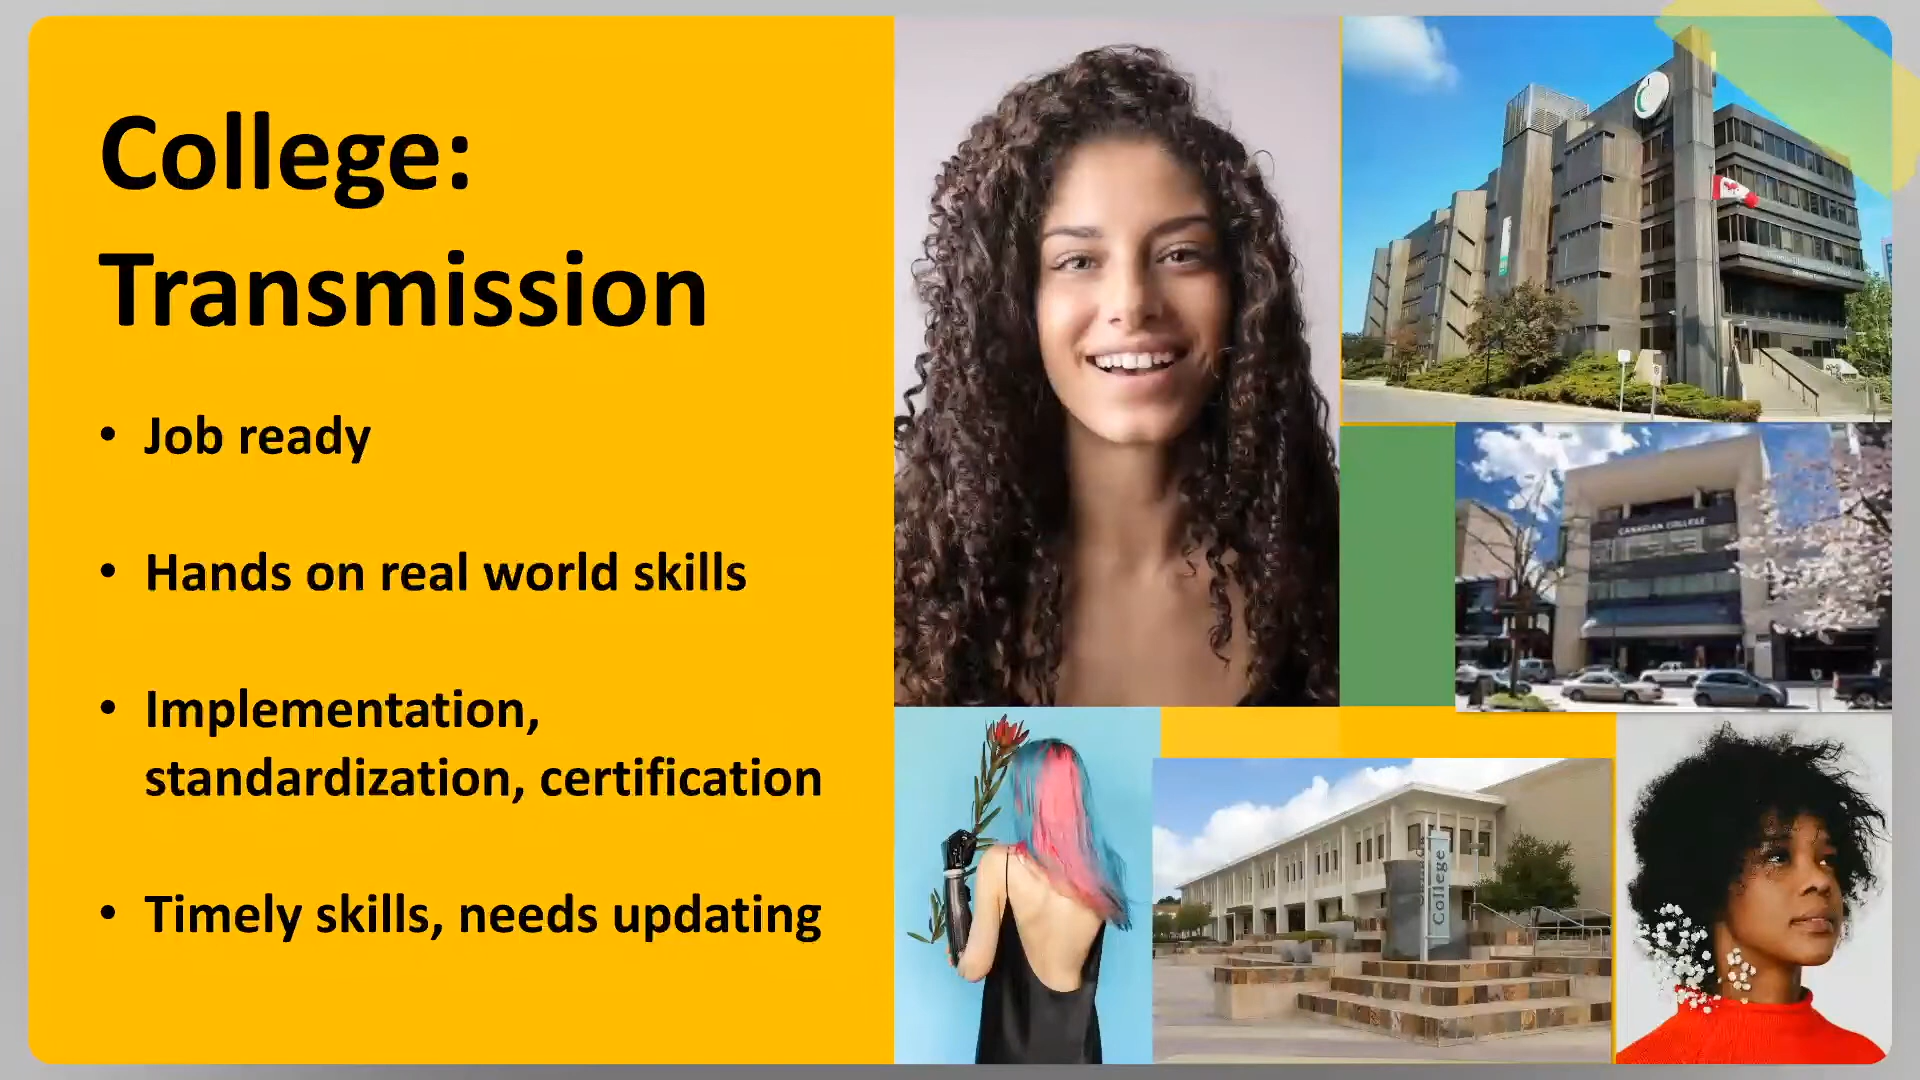 College:
Transmission
• Job ready
• Hands on real world skills
• Implementation,
standardization, certification
• Timely skills, needs updating
CANADIAN COLLEGE
College